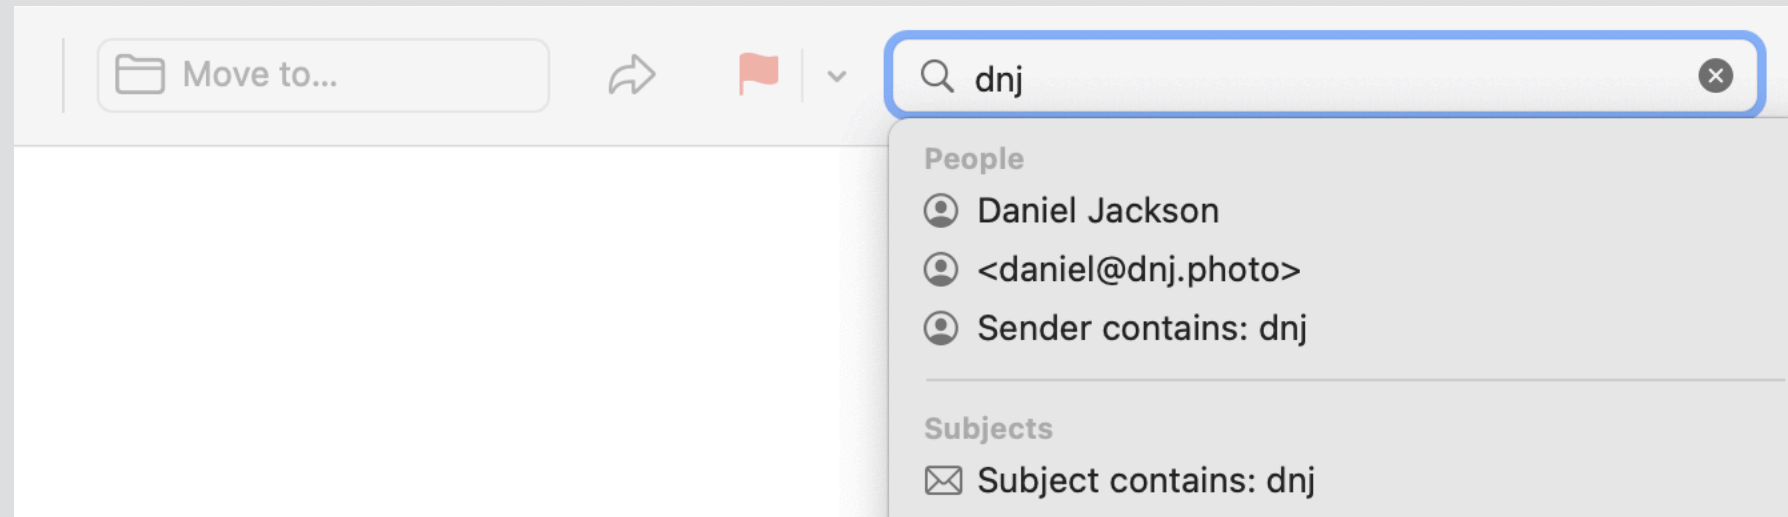 Move to...
dnj
People
Daniel Jackson
<daniel@dnj.photo>
Sender contains: dnj
Subjects
Subject contains: dnj